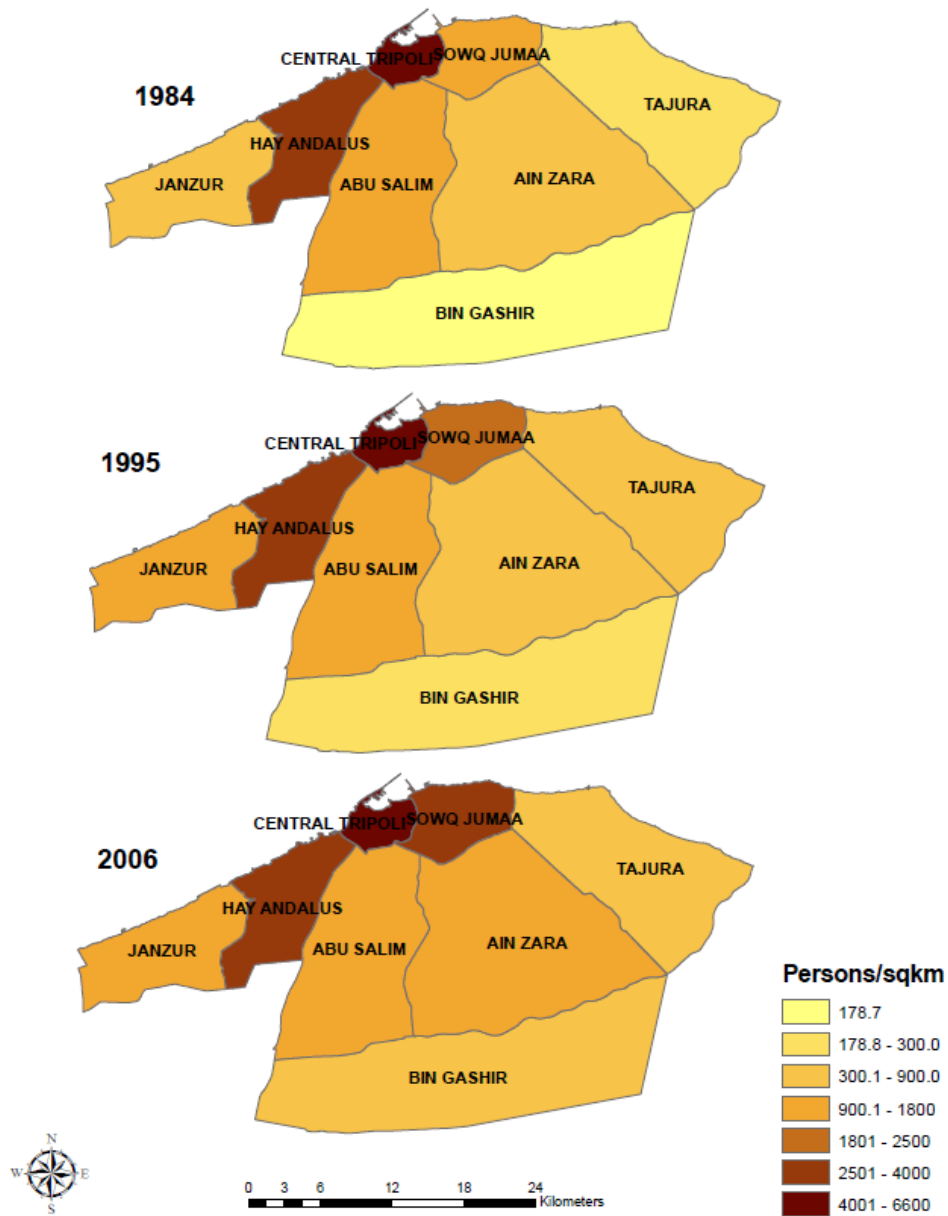 1984
CENTRAL TRIPOLI
SOWQ JUMAA
TAJURA
HAY ANDALUS
JANZUR
ABU SALIM
AIN ZARA
BIN GASHIR
1995
CENTRAL TRIPOLI
SOWQ JUMAA
TAJURA
HAY ANDALUS
JANZUR
ABU SALIM
AIN ZARA
BIN GASHIR
2006
CENTRAL TRIPOLI
SOWQ JUMAA
TAJURA
HAY ANDALUS
JANZUR
ABU SALIM
AIN ZARA
BIN GASHIR
Persons/sqkm
178.7
178.8 - 300.0
300.1 - 900.0
900.1 - 1800
1801 - 2500
2501 - 4000
4001 - 6600
N
W E
S
0 3 6 12 18 24
Kilometers